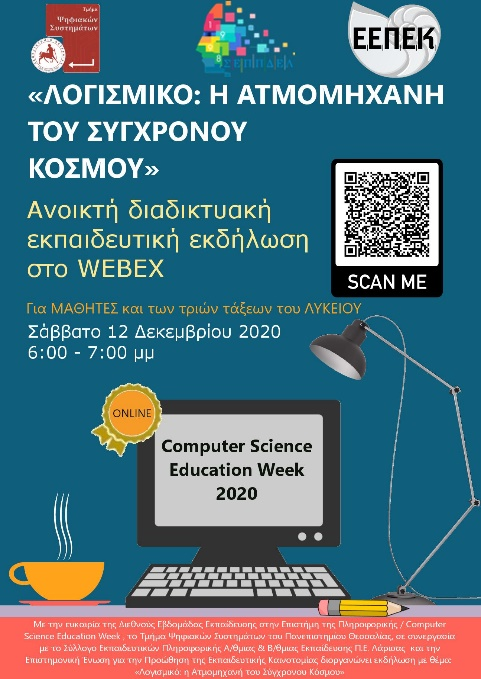 Τμήμα
Ψηφιακών
Συστημάτων
ΣΕΠΠΔΕΛ
ΕΕΠΕΚ
«ΛΟΓΙΣΜΙΚΟ: Η ΑΤΜΟΜΗΧΑΝΗ
ΤΟΥ ΣΥΓΧΡΟΝΟΥ
ΚΟΣΜΟΥ»
Ανοικτή διαδικτυακή
εκπαιδευτική εκδήλωση
στο WEBEX
SCAN ME
Για ΜΑΘΗΤΕΣ και των τριών τάξεων του ΛΥΚΕΙΟΥ
Σάββατο 12 Δεκεμβρίου 2020
6:00 - 7:00 μμ
ONLINE
Computer Science
Education Week
2020
Με την ευκαιρία της Διεθνούς Εβδομάδας Εκπαίδευσης στην Επιστήμη της Πληροφορικής / Computer
Science Education Week , το Τμήμα Ψηφιακών Συστημάτων του Πανεπιστημίου Θεσσαλίας, σε συνεργασία
με το Σύλλογο Εκπαιδευτικών Πληροφορικής Α/θμιας & Β/θμιας Εκπαίδευσης Π.Ε. Λάρισας και την
Επιστημονική Ένωση για την Προώθηση της Εκπαιδευτικής Καινοτομίας διοργανώνει εκδήλωση με θέμα:
«Λογισμικό: η Ατμομηχανή του Σύγχρονου Κόσμου»